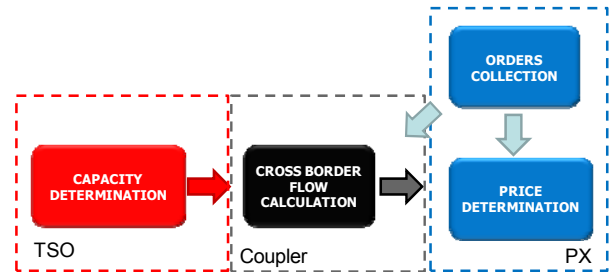 ORDERS
COLLECTION
CAPACITY
DETERMINATION
CROSS BORDER
FLOW
CALCULATION
PRICE
DETERMINATION
TSO
Coupler
PX